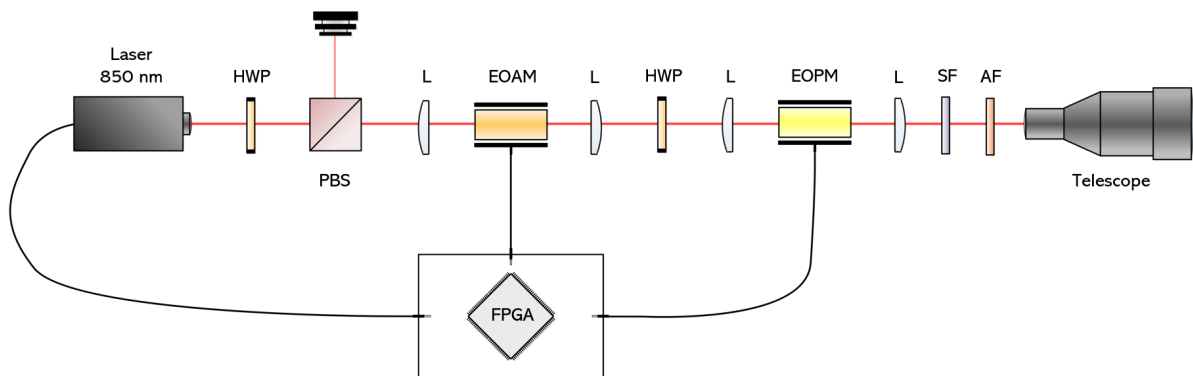 Laser
850 nm
HWP
L
EOAM
L
HWP
L
EOPM
L
SF
AF
PBS
Telescope
FPGA